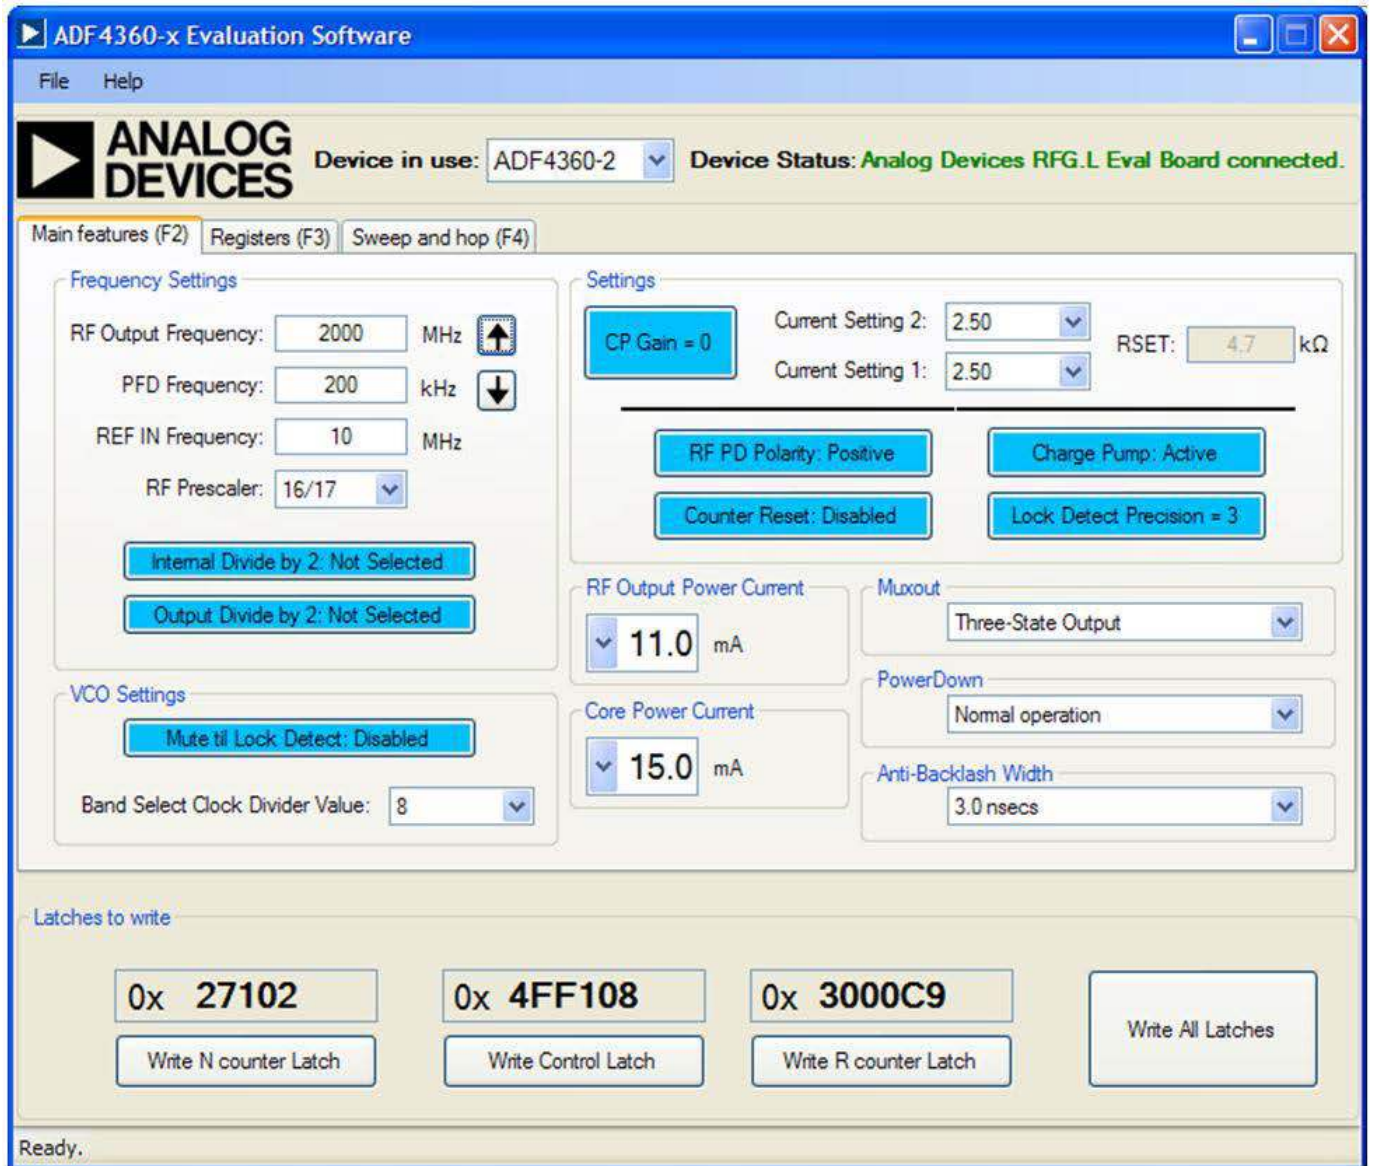 ADF4360-x Evaluation Software
File Help
ANALOG DEVICES
Device in use: ADF4360-2 Device Status: Analog Devices RFG.L Eval Board connected.
Main features (F2) Registers (F3) Sweep and hop (F4)
Frequency Settings
RF Output Frequency: 2000 MHz
PFD Frequency: 200 kHz
REF IN Frequency: 10 MHz
RF Prescaler: 16/17
Internal Divide by 2: Not Selected
Output Divide by 2: Not Selected
VCO Settings
Mute til Lock Detect: Disabled
Band Select Clock Divider Value: 8
Settings
CP Gain = 0
Current Setting 2: 2.50
Current Setting 1: 2.50
RSET: 4.7 kΩ
RF PD Polarity: Positive
Charge Pump: Active
Counter Reset: Disabled
Lock Detect Precision = 3
RF Output Power Current
11.0 mA
Core Power Current
15.0 mA
Muxout
Three-State Output
PowerDown
Normal operation
Anti-Backlash Width
3.0 nsecs
Latches to write
0x 27102
0x 4FF108
0x 3000C9
Write N counter Latch
Write Control Latch
Write R counter Latch
Write All Latches
Ready.